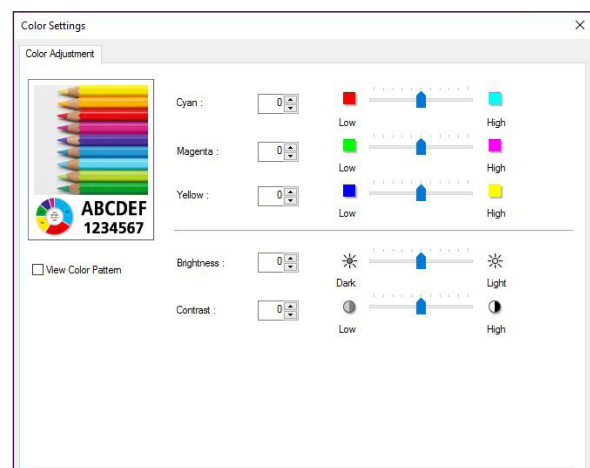 Color Settings
Color Adjustment
Cyan : 0
Low High
Magenta : 0
Low High
Yellow : 0
Low High
ABCDEF
1234567
View Color Pattern
Brightness : 0
Dark Light
Contrast : 0
Low High